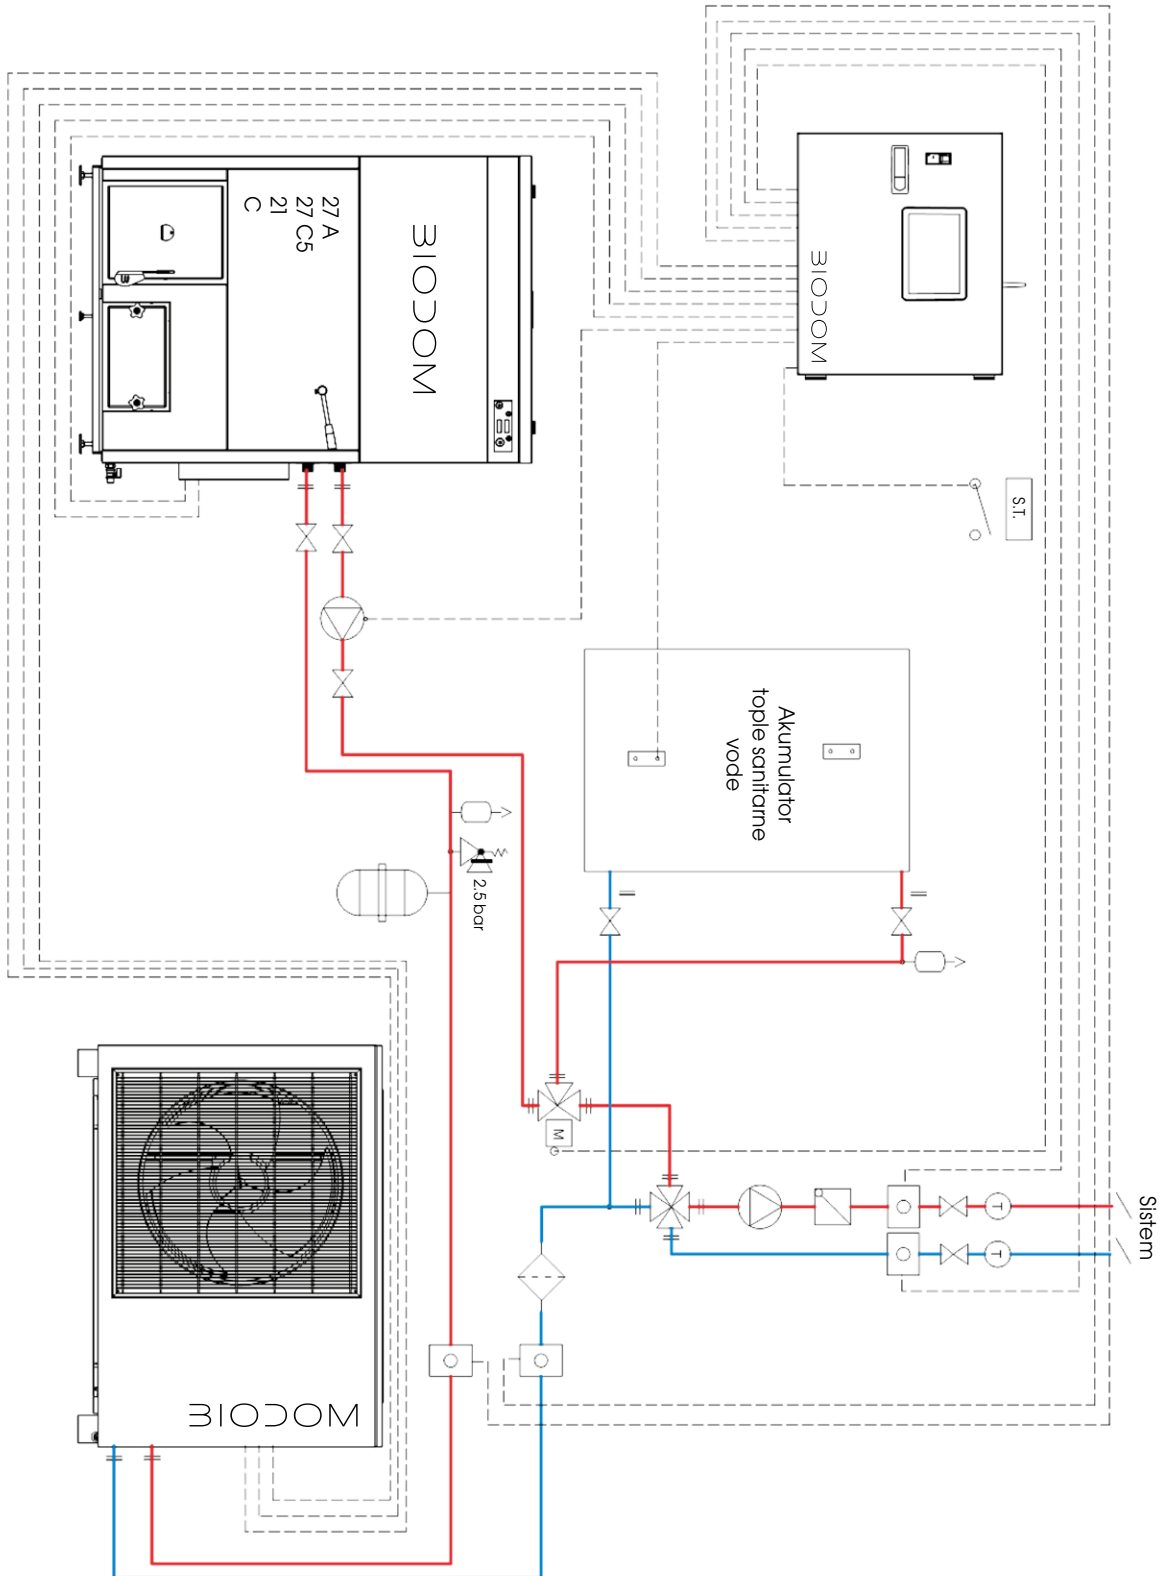 BIODOM
27 A
27 C5
21
C
BIODOM
S.T.
Akumulator
tople sanitarne
vode
2.5 bar
M
T
T
Sistem
BIODOM